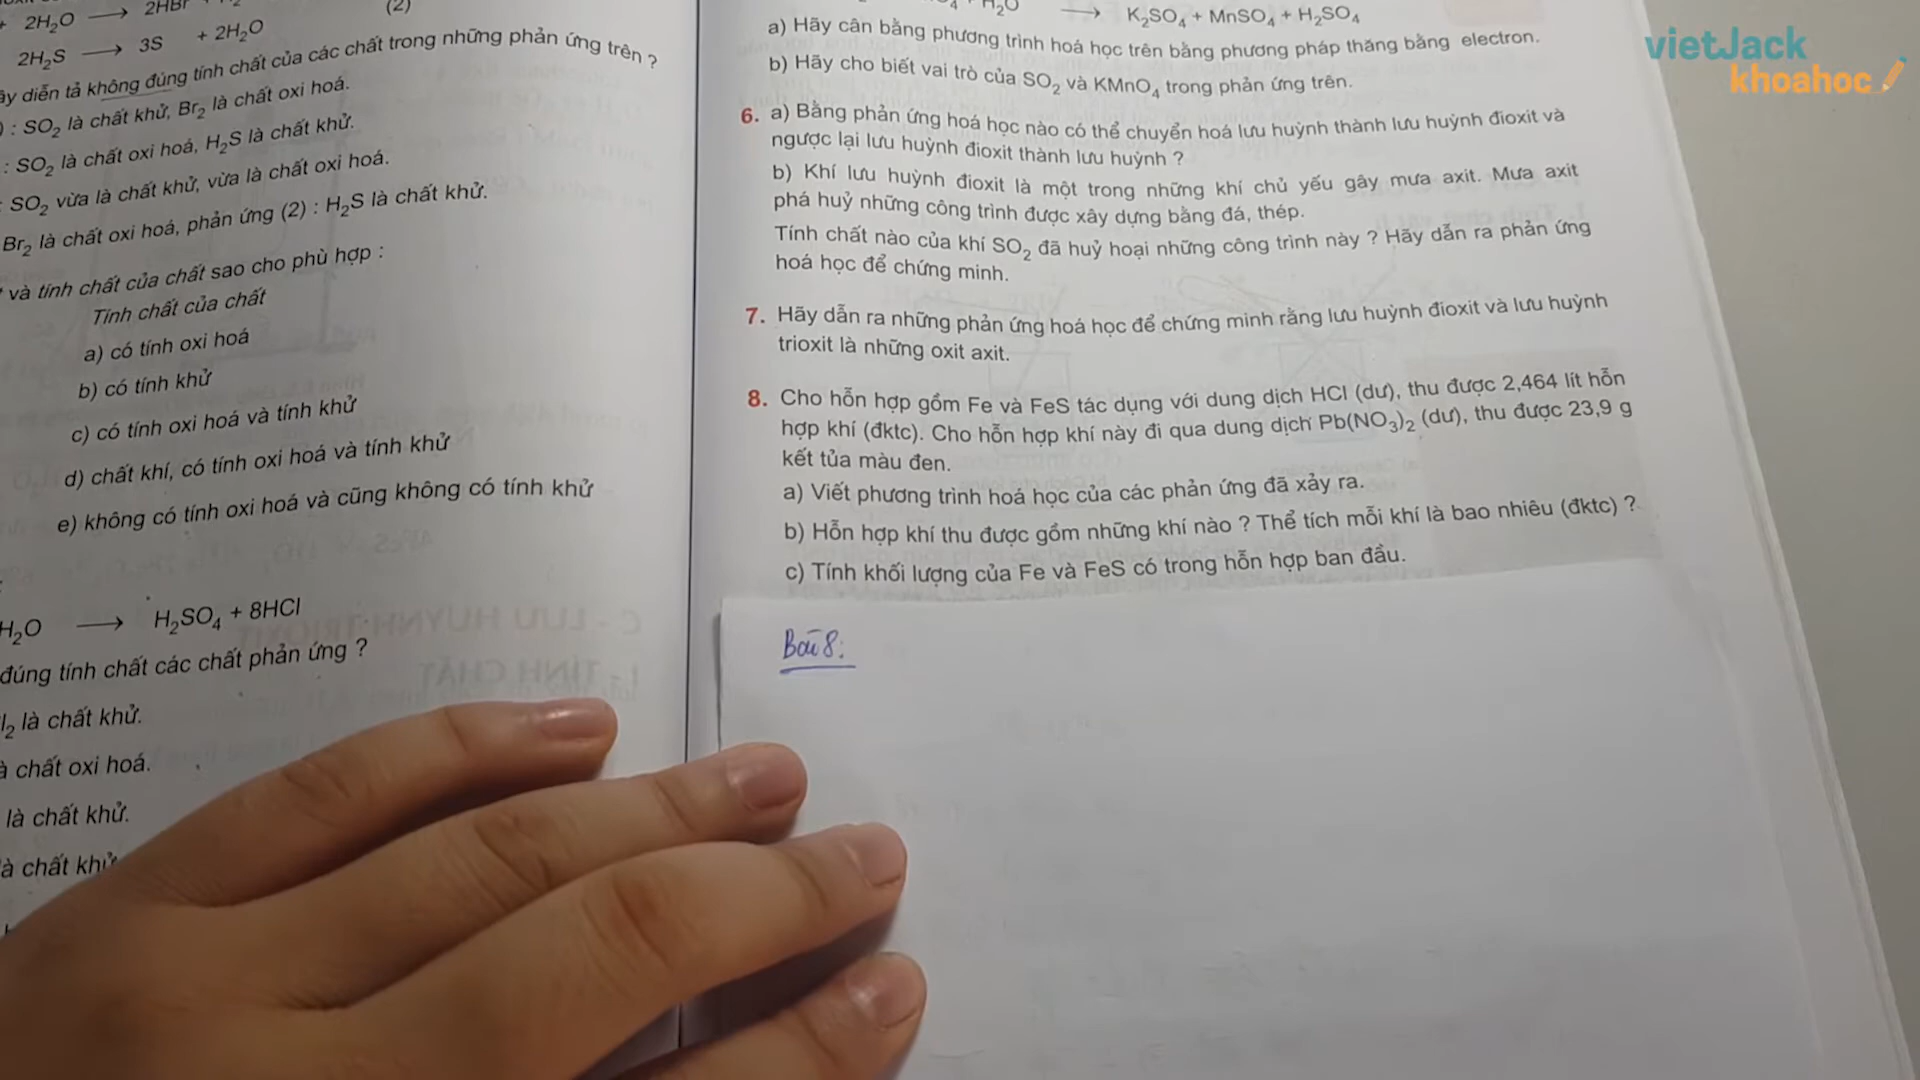 2H₂O ⟶ 2HBr
(2)
2H₂S ⟶ 3S + 2H₂O
diễn tả không đúng tính chất của các chất trong những phản ứng trên ?
: SO₂ là chất khử, Br₂ là chất oxi hoá.
: SO₂ là chất oxi hoá, H₂S là chất khử.
SO₂ vừa là chất khử, vừa là chất oxi hoá.
Br₂ là chất oxi hoá, phản ứng (2) : H₂S là chất khử.
và tính chất của chất sao cho phù hợp :
Tính chất của chất
a) có tính oxi hoá
b) có tính khử
c) có tính oxi hoá và tính khử
d) chất khí, có tính oxi hoá và tính khử
e) không có tính oxi hoá và cũng không có tính khử
H₂O ⟶ H₂SO₄ + 8HCl
đúng tính chất các chất phản ứng ?
là chất khử.
chất oxi hoá.
là chất khử.
chất khử
⟶ K₂SO₄ + MnSO₄ + H₂SO₄
a) Hãy cân bằng phương trình hoá học trên bằng phương pháp thăng bằng electron.
b) Hãy cho biết vai trò của SO₂ và KMnO₄ trong phản ứng trên.
6. a) Bằng phản ứng hoá học nào có thể chuyển hoá lưu huỳnh thành lưu huỳnh đioxit và
ngược lại lưu huỳnh đioxit thành lưu huỳnh ?
b) Khí lưu huỳnh đioxit là một trong những khí chủ yếu gây mưa axit. Mưa axit
phá huỷ những công trình được xây dựng bằng đá, thép.
Tính chất nào của khí SO₂ đã huỷ hoại những công trình này ? Hãy dẫn ra phản ứng
hoá học để chứng minh.
7. Hãy dẫn ra những phản ứng hoá học để chứng minh rằng lưu huỳnh đioxit và lưu huỳnh
trioxit là những oxit axit.
8. Cho hỗn hợp gồm Fe và FeS tác dụng với dung dịch HCl (dư), thu được 2,464 lít hỗn
hợp khí (đktc). Cho hỗn hợp khí này đi qua dung dịch Pb(NO₃)₂ (dư), thu được 23,9 g
kết tủa màu đen.
a) Viết phương trình hoá học của các phản ứng đã xảy ra.
b) Hỗn hợp khí thu được gồm những khí nào ? Thể tích mỗi khí là bao nhiêu (đktc) ?
c) Tính khối lượng của Fe và FeS có trong hỗn hợp ban đầu.
Bài 8:
vietJack
khoahoc